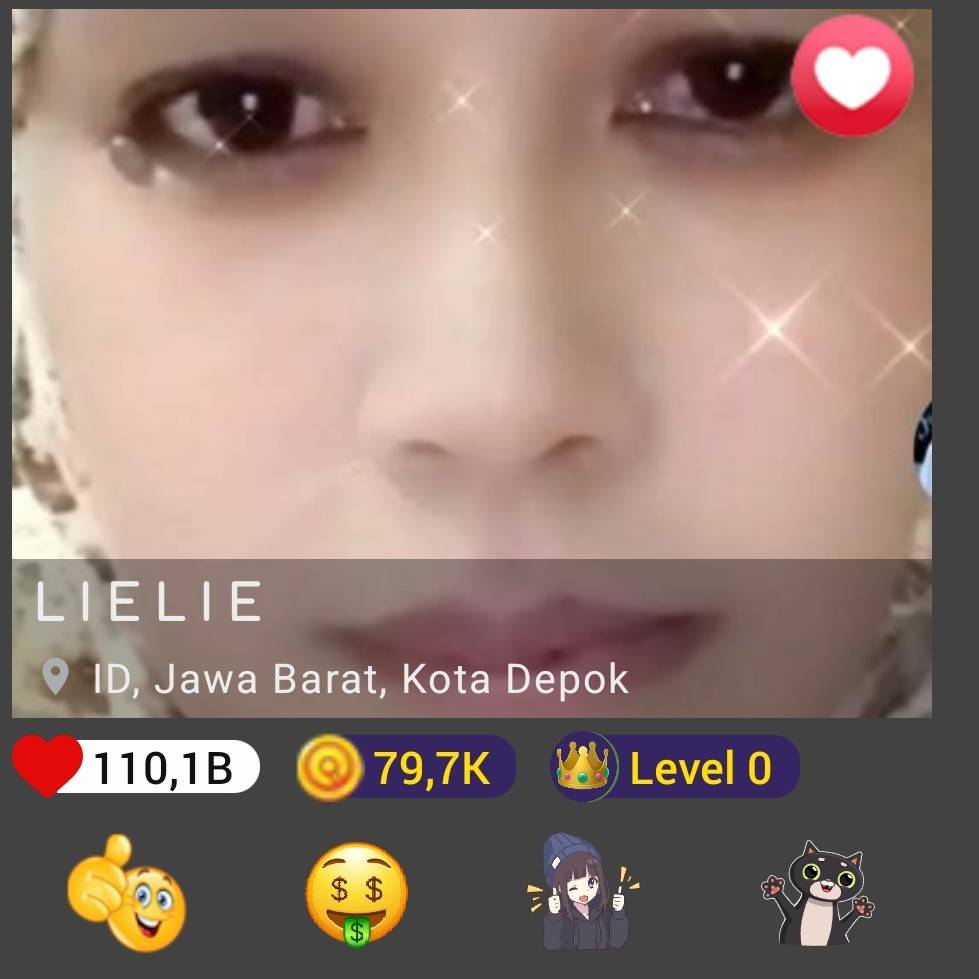 LIELIE
ID, Jawa Barat, Kota Depok
110,1B
79,7K
Level 0